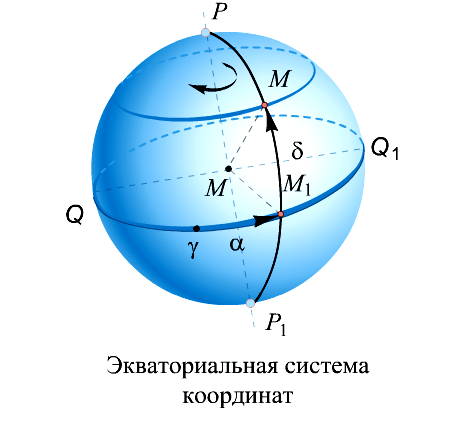 P
M
δ
Q₁
M
M₁
Q
γ
α
P₁
Экваториальная система
координат